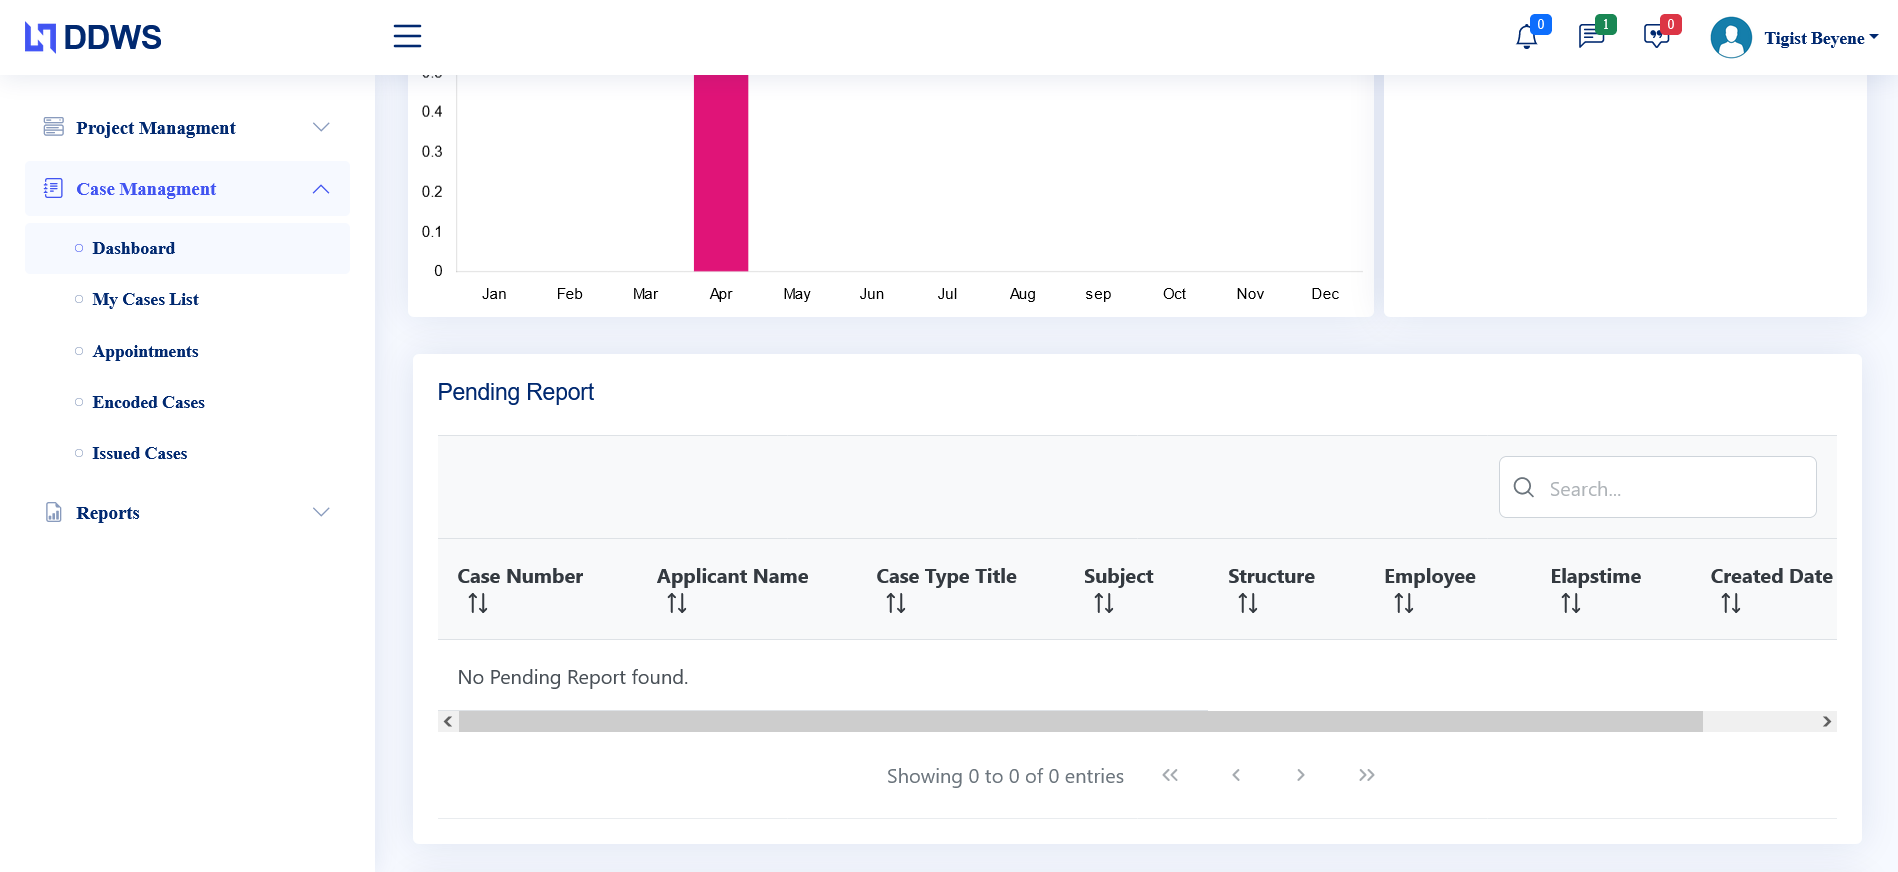 DDWS
0
1
0
Tigist Beyene
Project Managment
Case Managment
Dashboard
My Cases List
Appointments
Encoded Cases
Issued Cases
Reports
0.4
0.3
0.2
0.1
0
Jan Feb Mar Apr May Jun Jul Aug sep Oct Nov Dec
Pending Report
Search...
Case Number Applicant Name Case Type Title Subject Structure Employee Elapstime Created Date
No Pending Report found.
Showing 0 to 0 of 0 entries